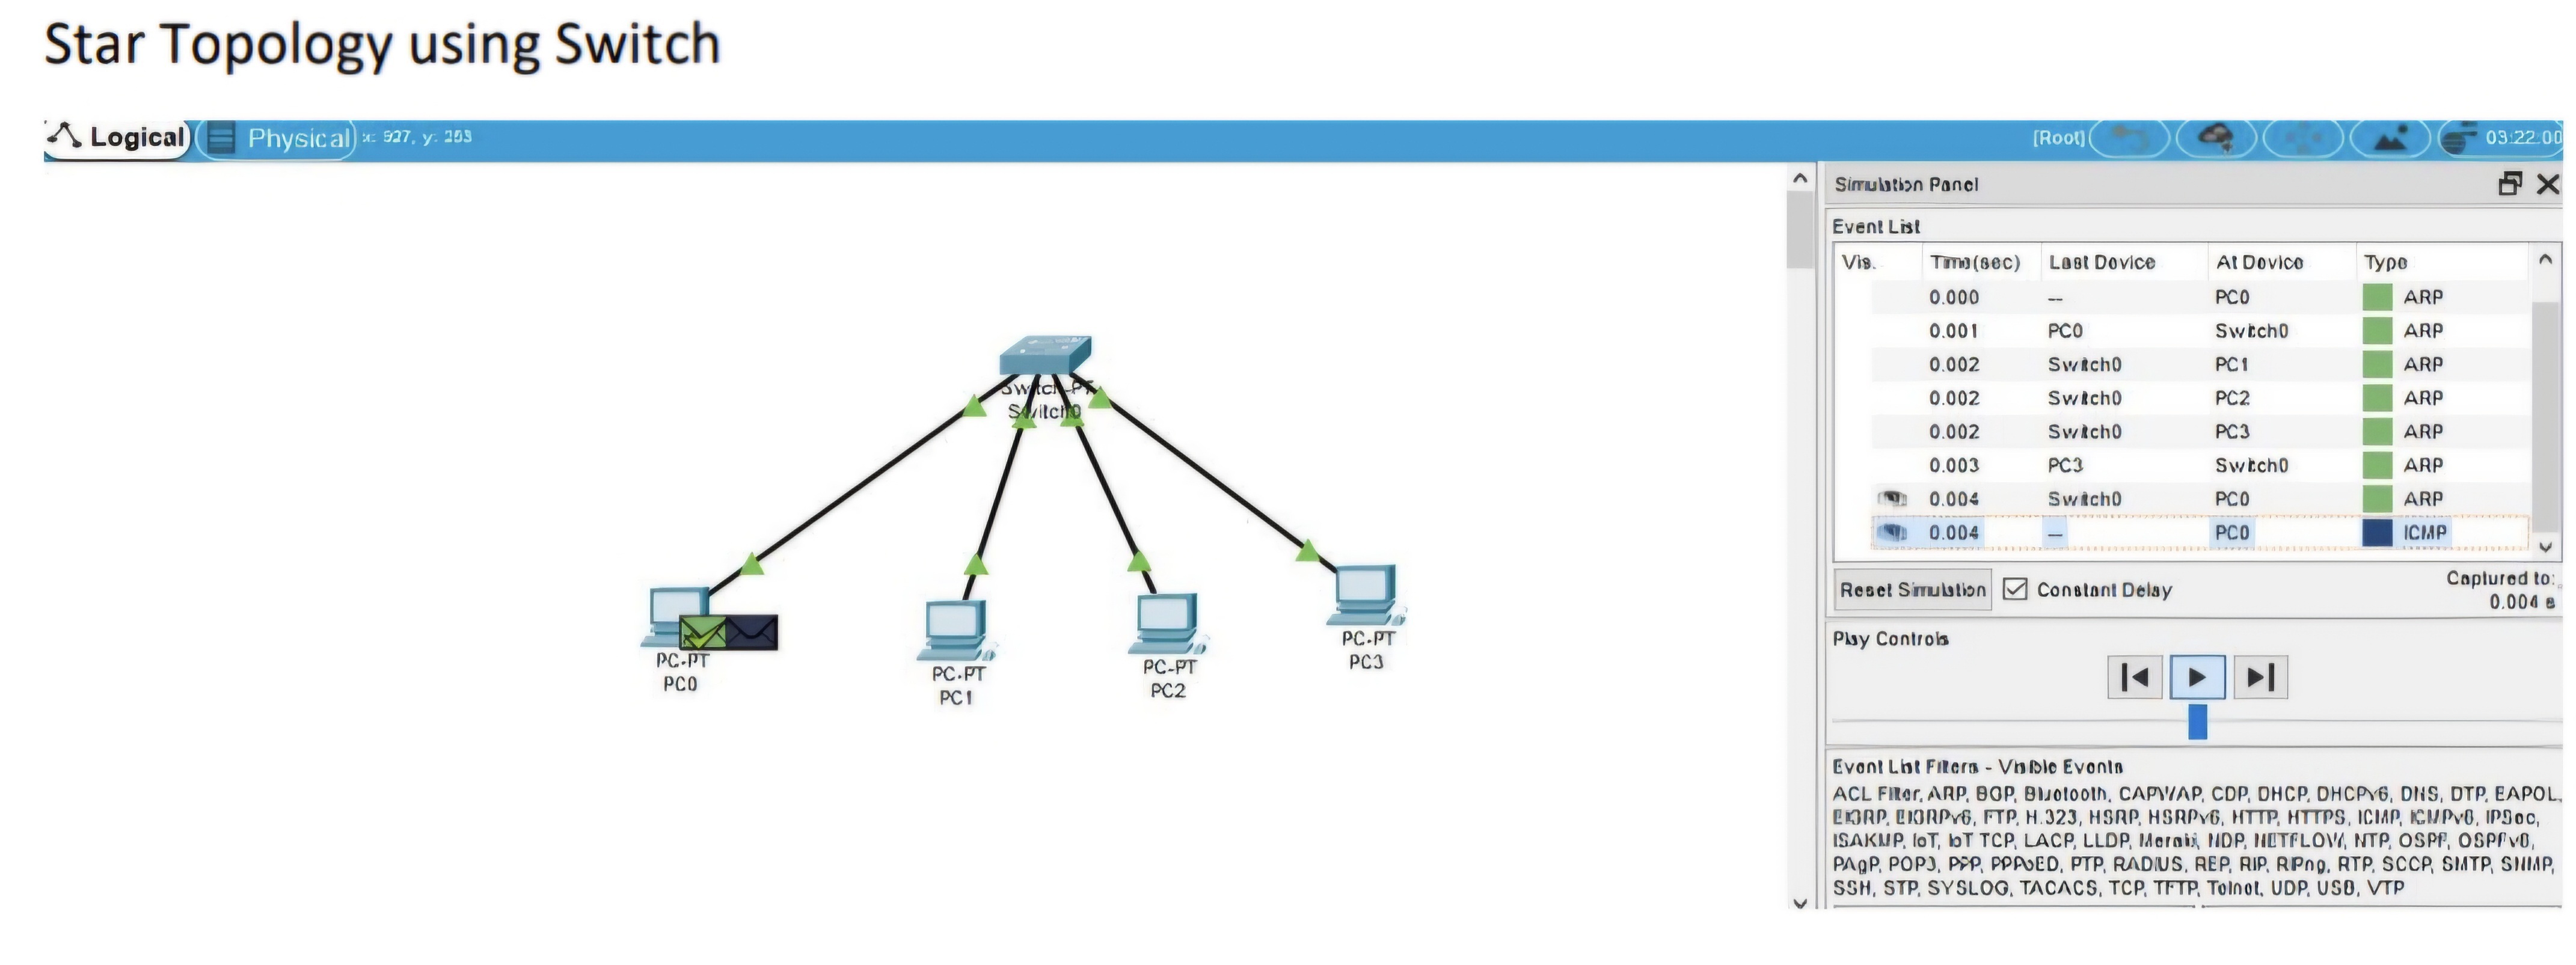 Star Topology using Switch
Logical Physical x: 927, y: 253 [Root] 03:22:00
Simulation Panel
Event List
Vis. Time(sec) Last Device At Device Type
0.000 -- PC0 ARP
0.001 PC0 Switch0 ARP
0.002 Switch0 PC1 ARP
0.002 Switch0 PC2 ARP
0.002 Switch0 PC3 ARP
0.003 PC3 Switch0 ARP
0.004 Switch0 PC0 ARP
0.004 -- PC0 ICMP
Reset Simulation Constant Delay Captured to:
0.004 s
Play Controls
Switch-PT
Switch0
PC-PT
PC0
PC-PT
PC1
PC-PT
PC2
PC-PT
PC3
Event List Filters - Visible Events
ACL Filter, ARP, BGP, Bluetooth, CAPWAP, CDP, DHCP, DHCPv6, DNS, DTP, EAPOL,
EIGRP, EIGRPv6, FTP, H.323, HSRP, HSRPv6, HTTP, HTTPS, ICMP, ICMPv6, IPSec,
ISAKMP, IoT, IoT TCP, LACP, LLDP, Meraki, NDP, NETFLOW, NTP, OSPF, OSPFv6,
PAgP, POP3, PPP, PPPoED, PTP, RADIUS, REP, RIP, RIPng, RTP, SCCP, SMTP, SNMP,
SSH, STP, SYSLOG, TACACS, TCP, TFTP, Telnet, UDP, USB, VTP